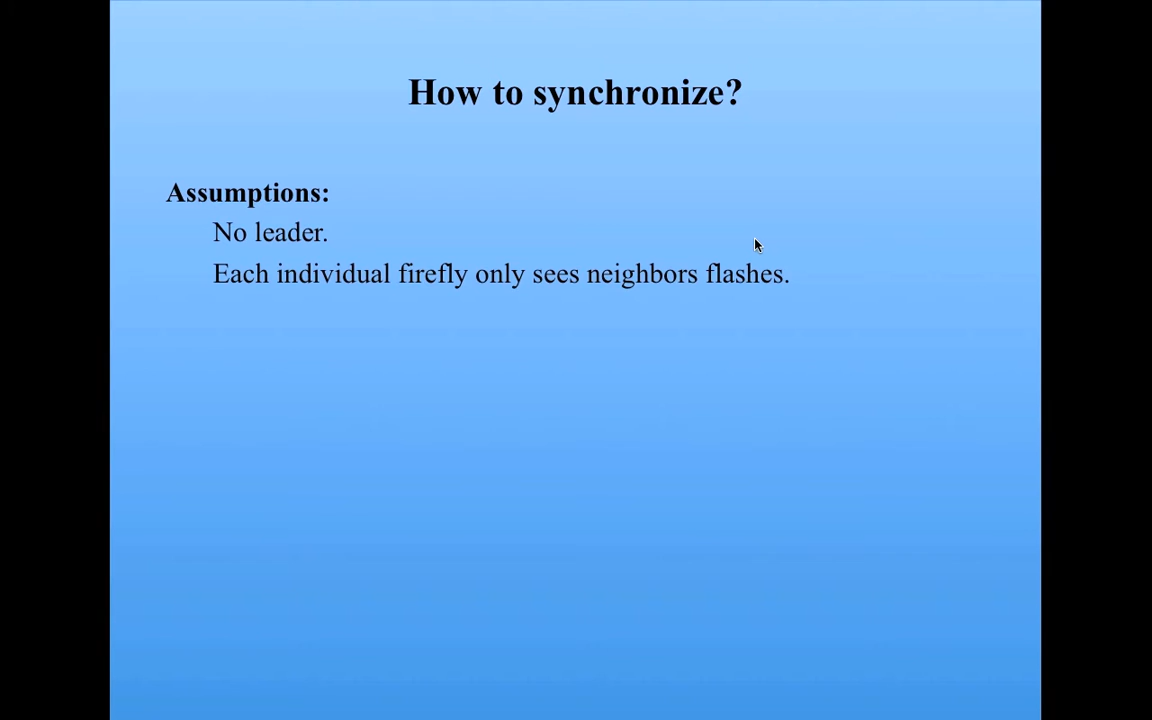 How to synchronize?
Assumptions:
No leader.
Each individual firefly only sees neighbors flashes.